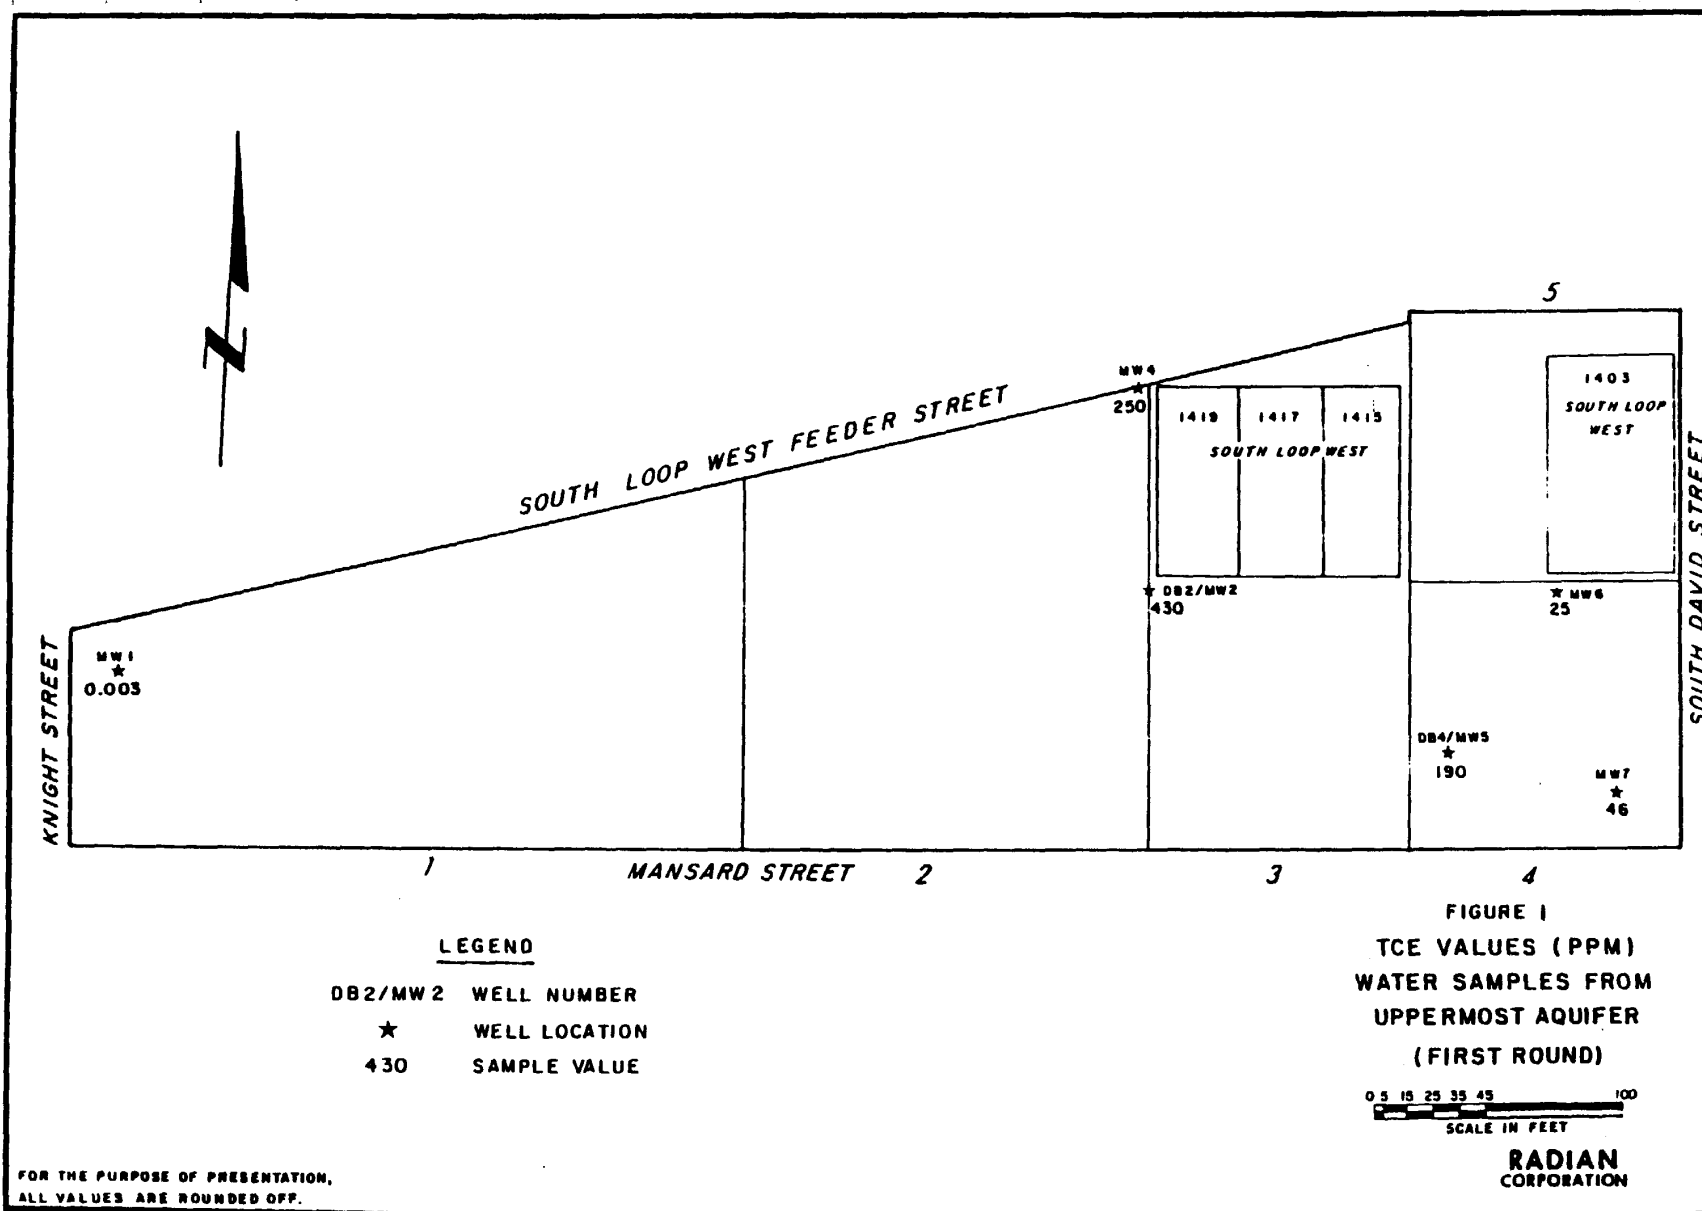 N
5
MW4
250
1403
SOUTH LOOP
WEST
1419 1417 1415
SOUTH LOOP WEST
SOUTH LOOP WEST FEEDER STREET
SOUTH DAVID STREET
DB2/MW2
430
MW6
25
MW1
0.003
KNIGHT STREET
DB4/MW5
190
MW7
46
1 MANSARD STREET 2 3 4
LEGEND
DB2/MW2 WELL NUMBER
★ WELL LOCATION
430 SAMPLE VALUE
FIGURE 1
TCE VALUES (PPM)
WATER SAMPLES FROM
UPPERMOST AQUIFER
(FIRST ROUND)
0 5 15 25 35 45 100
SCALE IN FEET
RADIAN
CORPORATION
FOR THE PURPOSE OF PRESENTATION,
ALL VALUES ARE ROUNDED OFF.